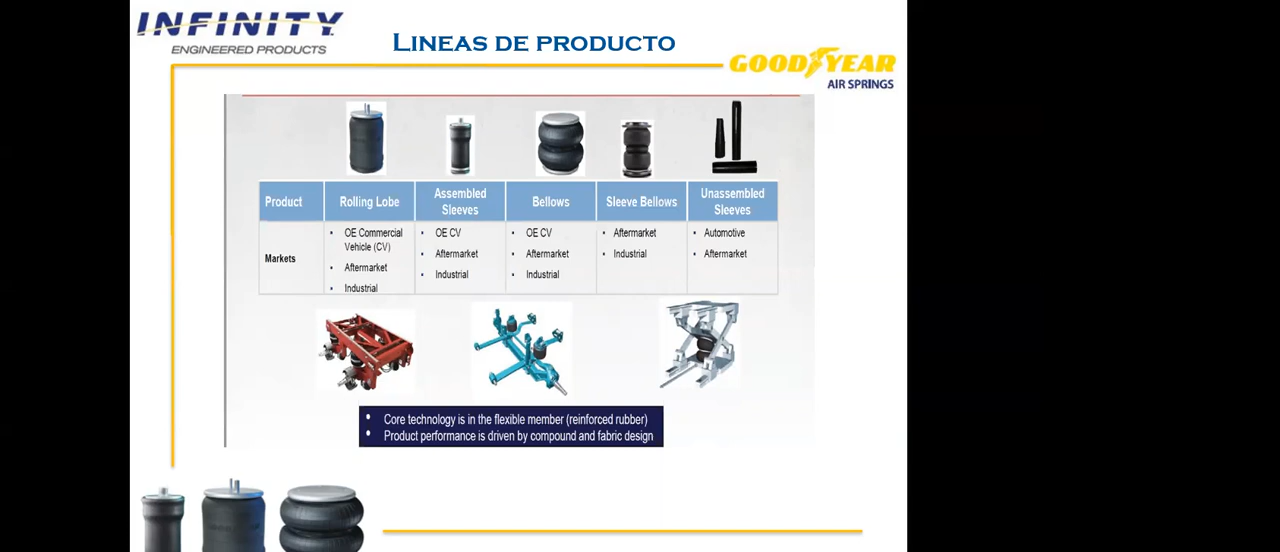 INFINITY
ENGINEERED PRODUCTS
LINEAS DE PRODUCTO
GOODYEAR
AIR SPRINGS
Product
Rolling Lobe
Assembled
Sleeves
Bellows
Sleeve Bellows
Unassembled
Sleeves
Markets
▪ OE Commercial
Vehicle (CV)
▪ Aftermarket
▪ Industrial
▪ OE CV
▪ Aftermarket
▪ Industrial
▪ OE CV
▪ Aftermarket
▪ Industrial
▪ Aftermarket
▪ Industrial
▪ Automotive
▪ Aftermarket
• Core technology is in the flexible member (reinforced rubber)
• Product performance is driven by compound and fabric design